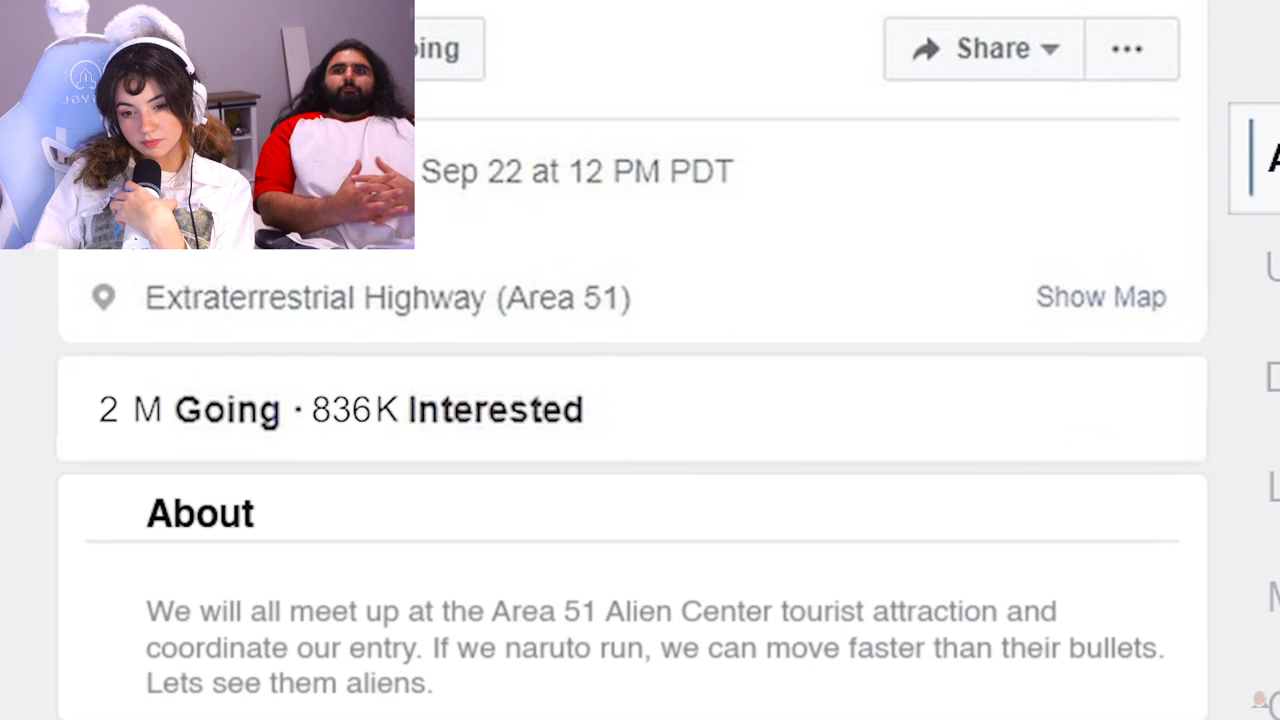 Share
Sep 22 at 12 PM PDT
Extraterrestrial Highway (Area 51)
Show Map
2 M Going · 836K Interested
About
We will all meet up at the Area 51 Alien Center tourist attraction and
coordinate our entry. If we naruto run, we can move faster than their bullets.
Lets see them aliens.